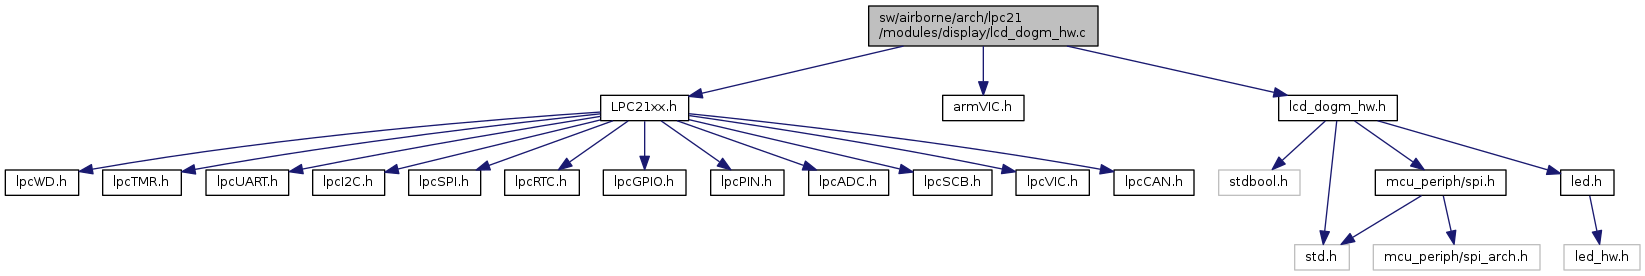 sw/airborne/arch/lpc21
/modules/display/lcd_dogm_hw.c
LPC21xx.h
armVIC.h
lcd_dogm_hw.h
lpcWD.h
lpcTMR.h
lpcUART.h
lpcI2C.h
lpcSPI.h
lpcRTC.h
lpcGPIO.h
lpcPIN.h
lpcADC.h
lpcSCB.h
lpcVIC.h
lpcCAN.h
stdbool.h
mcu_periph/spi.h
led.h
std.h
mcu_periph/spi_arch.h
led_hw.h